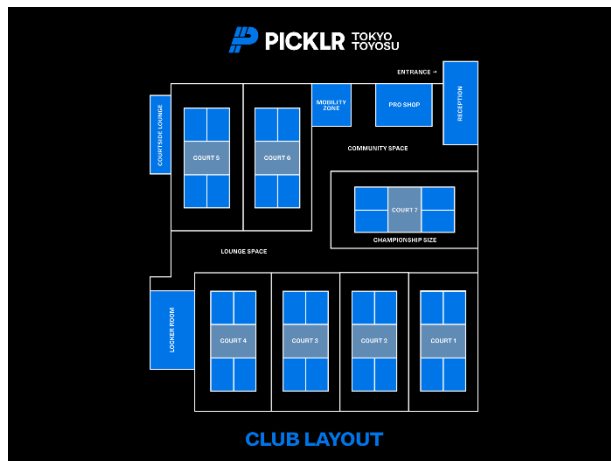 PICKLR TOKYO TOYOSU
ENTRANCE →
RECEPTION
MOBILITY ZONE
PRO SHOP
COURTSIDE LOUNGE
COURT 5
COURT 6
COMMUNITY SPACE
COURT 7
CHAMPIONSHIP SIZE
LOUNGE SPACE
LOCKER ROOM
COURT 4
COURT 3
COURT 2
COURT 1
CLUB LAYOUT